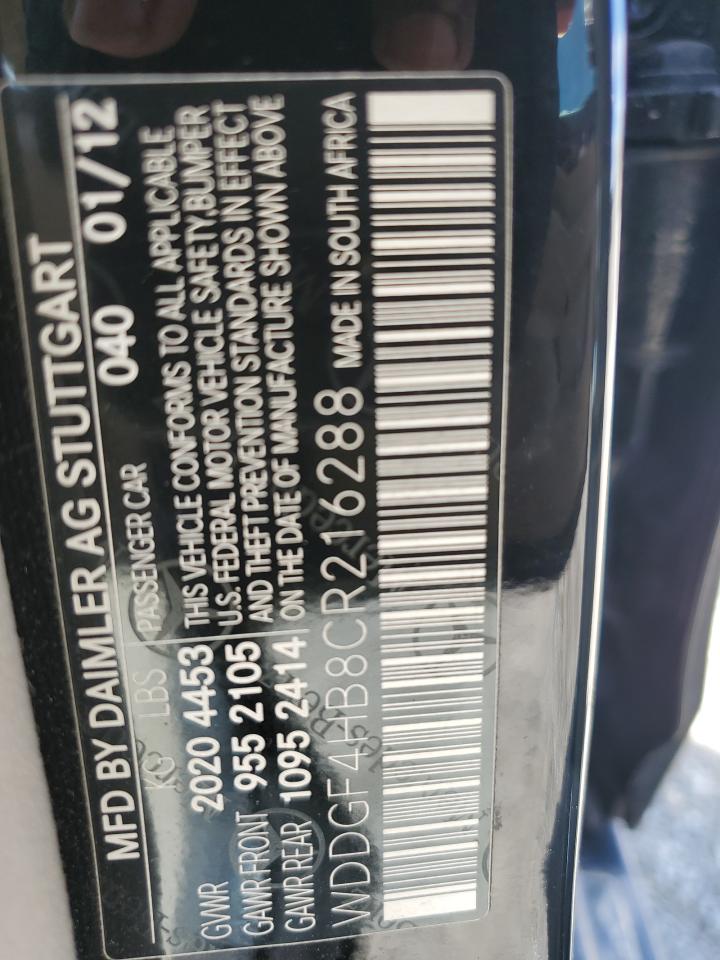 MFD BY DAIMLER AG STUTTGART
040 01/12
KG LBS PASSENGER CAR
GVWR 2020 4453
GAWR FRONT 955 2105
GAWR REAR 1095 2414
THIS VEHICLE CONFORMS TO ALL APPLICABLE
U.S. FEDERAL MOTOR VEHICLE SAFETY,BUMPER
AND THEFT PREVENTION STANDARDS IN EFFECT
ON THE DATE OF MANUFACTURE SHOWN ABOVE
WDDGF4HB8CR216288 MADE IN SOUTH AFRICA